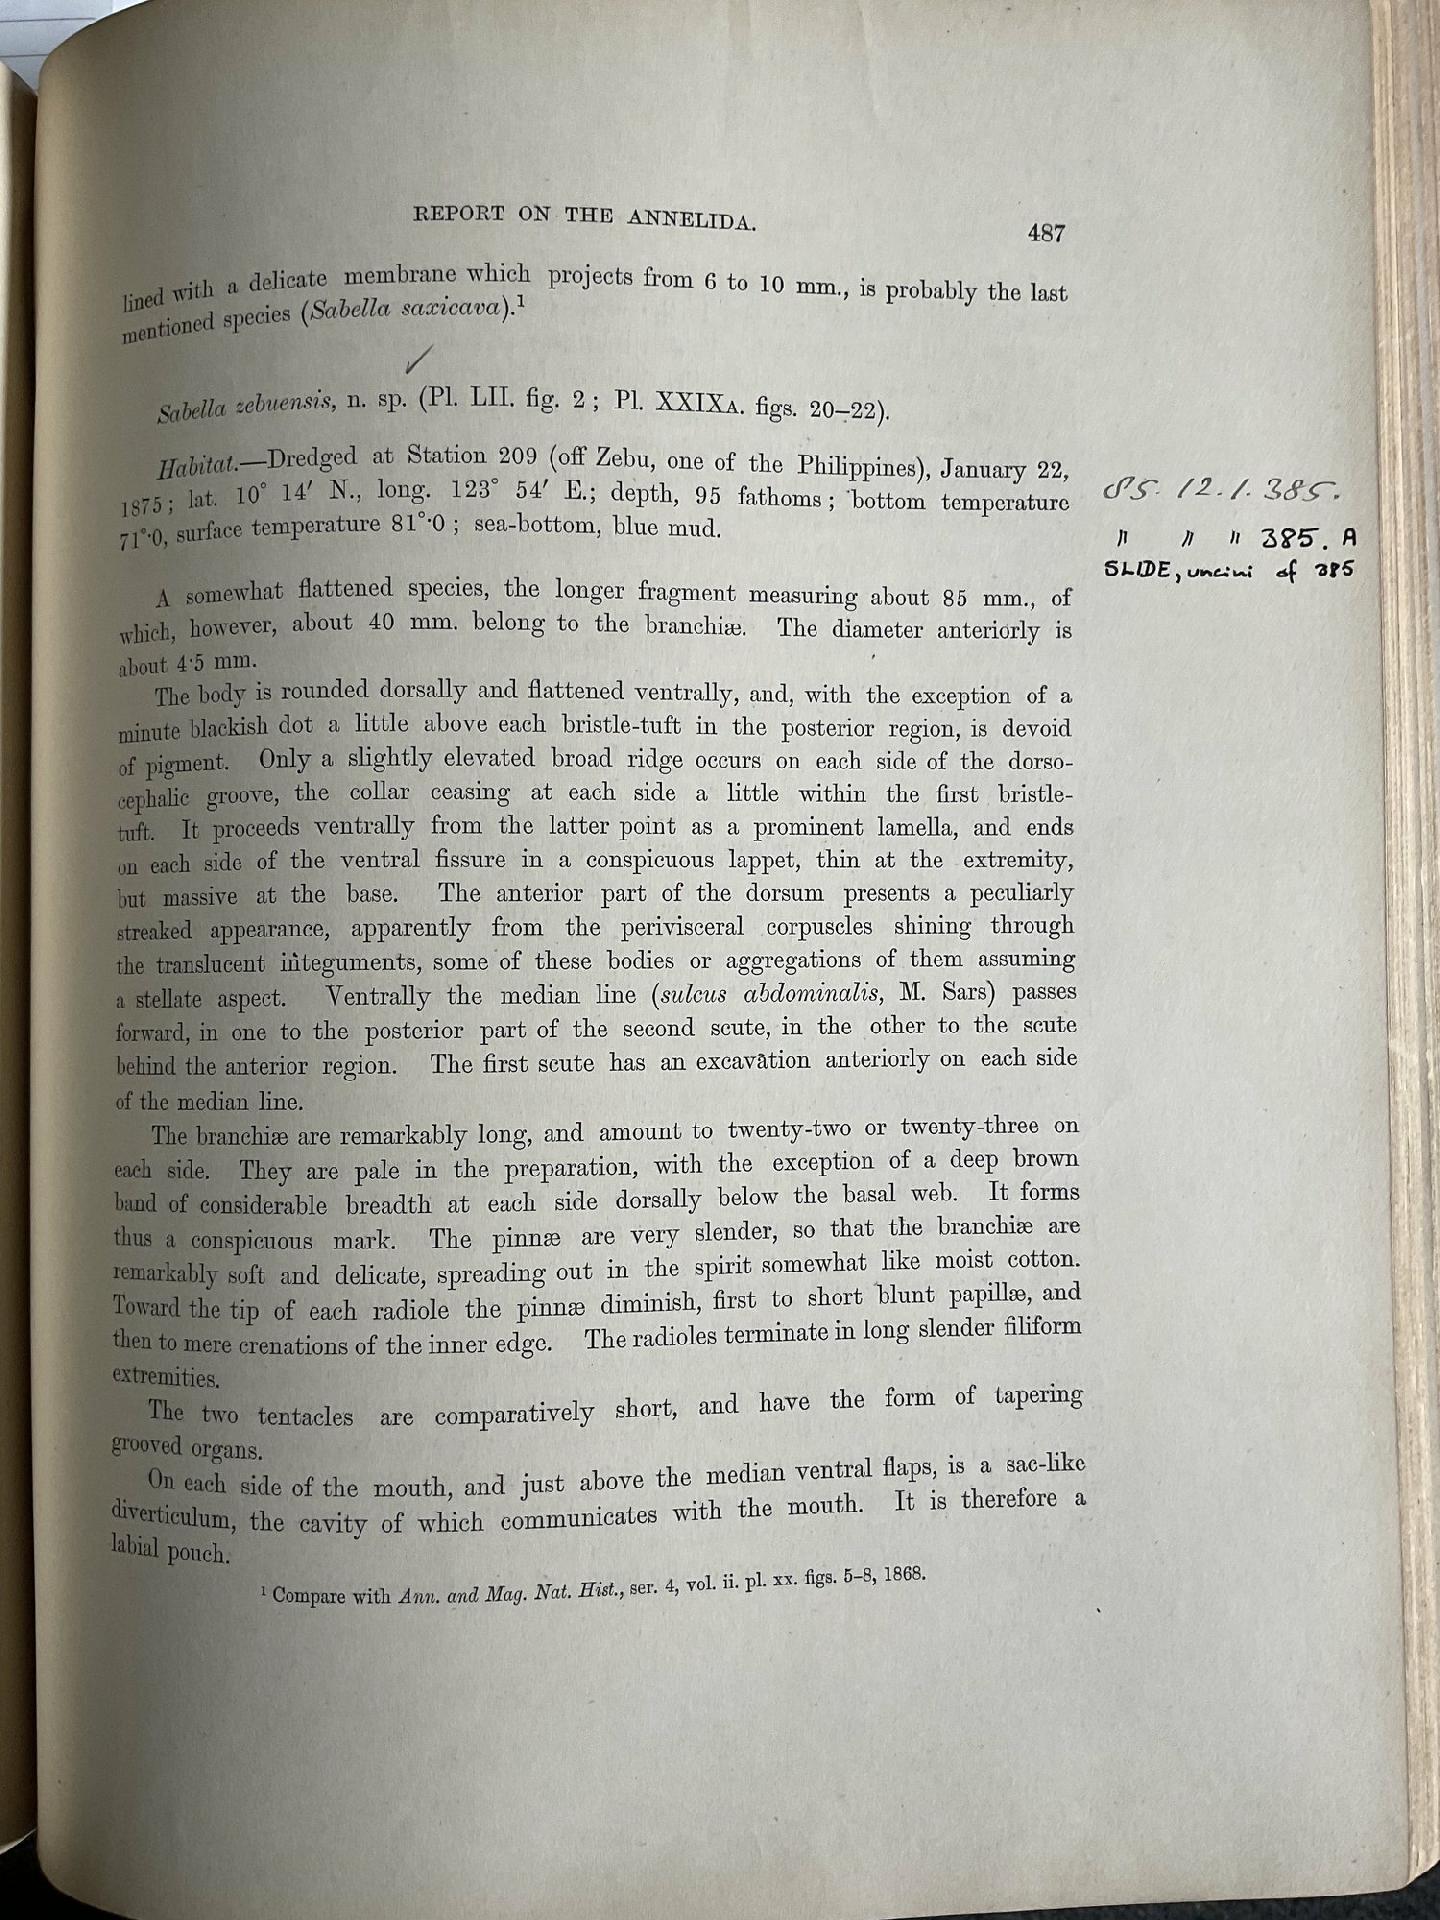 REPORT ON THE ANNELIDA.
487
lined with a delicate membrane which projects from 6 to 10 mm., is probably the last
mentioned species (Sabella saxicava).¹
✓
Sabella zebuensis, n. sp. (Pl. LII. fig. 2; Pl. XXIXA. figs. 20–22).
Habitat.—Dredged at Station 209 (off Zebu, one of the Philippines), January 22,
1875; lat. 10° 14′ N., long. 123° 54′ E.; depth, 95 fathoms; bottom temperature
71°·0, surface temperature 81°·0; sea-bottom, blue mud.
85. 12. 1. 385.
" " " 385. A
SLIDE, uncini of 385
A somewhat flattened species, the longer fragment measuring about 85 mm., of
which, however, about 40 mm. belong to the branchiæ. The diameter anteriorly is
about 4·5 mm.
The body is rounded dorsally and flattened ventrally, and, with the exception of a
minute blackish dot a little above each bristle-tuft in the posterior region, is devoid
of pigment. Only a slightly elevated broad ridge occurs on each side of the dorso-
cephalic groove, the collar ceasing at each side a little within the first bristle-
tuft. It proceeds ventrally from the latter point as a prominent lamella, and ends
on each side of the ventral fissure in a conspicuous lappet, thin at the extremity,
but massive at the base. The anterior part of the dorsum presents a peculiarly
streaked appearance, apparently from the perivisceral corpuscles shining through
the translucent integuments, some of these bodies or aggregations of them assuming
a stellate aspect. Ventrally the median line (sulcus abdominalis, M. Sars) passes
forward, in one to the posterior part of the second scute, in the other to the scute
behind the anterior region. The first scute has an excavation anteriorly on each side
of the median line.
The branchiæ are remarkably long, and amount to twenty-two or twenty-three on
each side. They are pale in the preparation, with the exception of a deep brown
band of considerable breadth at each side dorsally below the basal web. It forms
thus a conspicuous mark. The pinnæ are very slender, so that the branchiæ are
remarkably soft and delicate, spreading out in the spirit somewhat like moist cotton.
Toward the tip of each radiole the pinnæ diminish, first to short blunt papillæ, and
then to mere crenations of the inner edge. The radioles terminate in long slender filiform
extremities.
The two tentacles are comparatively short, and have the form of tapering
grooved organs.
On each side of the mouth, and just above the median ventral flaps, is a sac-like
diverticulum, the cavity of which communicates with the mouth. It is therefore a
labial pouch.
¹ Compare with Ann. and Mag. Nat. Hist., ser. 4, vol. ii. pl. xx. figs. 5–8, 1868.